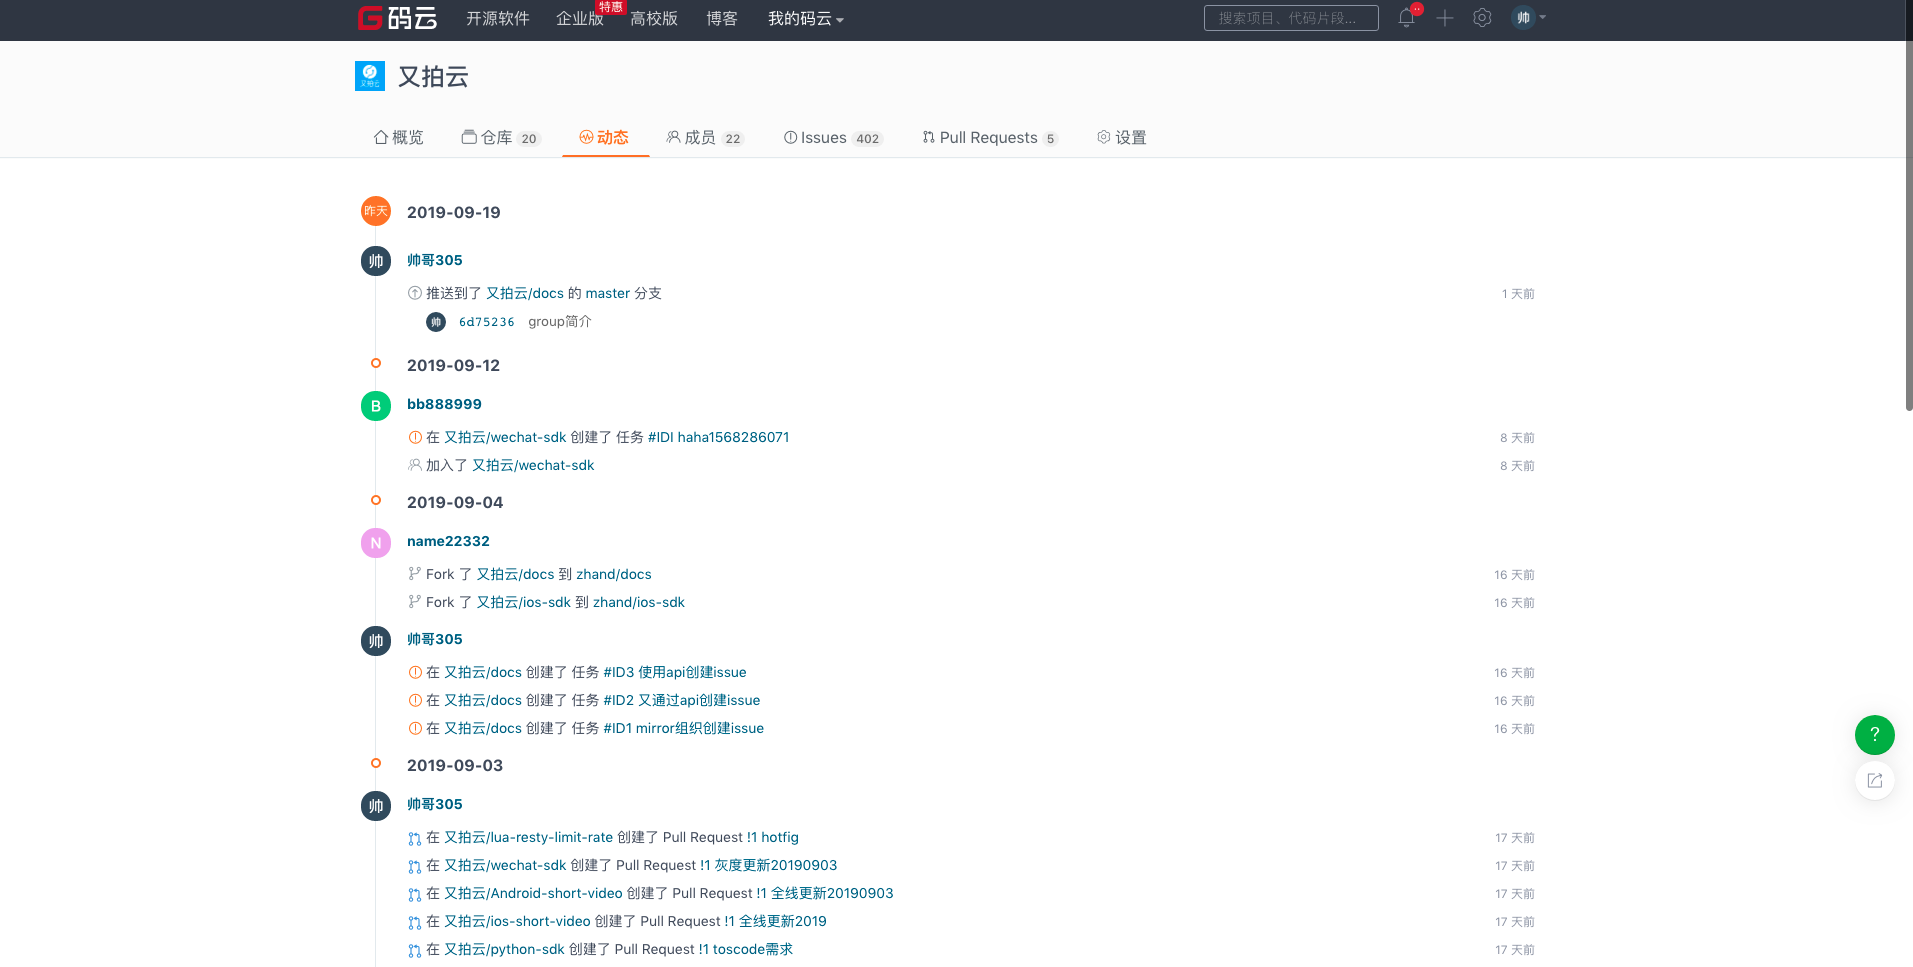 码云 开源软件 企业版 特惠 高校版 博客 我的码云 搜索项目、代码片段... 帅
又拍云
概览 仓库 20 动态 成员 22 Issues 402 Pull Requests 5 设置
昨天 2019-09-19
帅 帅哥305
推送到了 又拍云/docs 的 master 分支 1 天前
帅 6d75236 group简介
2019-09-12
B bb888999
在 又拍云/wechat-sdk 创建了 任务 #IDI haha1568286071 8 天前
加入了 又拍云/wechat-sdk 8 天前
2019-09-04
N name22332
Fork 了 又拍云/docs 到 zhand/docs 16 天前
Fork 了 又拍云/ios-sdk 到 zhand/ios-sdk 16 天前
帅 帅哥305
在 又拍云/docs 创建了 任务 #ID3 使用api创建issue 16 天前
在 又拍云/docs 创建了 任务 #ID2 又通过api创建issue 16 天前
在 又拍云/docs 创建了 任务 #ID1 mirror组织创建issue 16 天前
2019-09-03
帅 帅哥305
在 又拍云/lua-resty-limit-rate 创建了 Pull Request !1 hotfig 17 天前
在 又拍云/wechat-sdk 创建了 Pull Request !1 灰度更新20190903 17 天前
在 又拍云/Android-short-video 创建了 Pull Request !1 全线更新20190903 17 天前
在 又拍云/ios-short-video 创建了 Pull Request !1 全线更新2019 17 天前
在 又拍云/python-sdk 创建了 Pull Request !1 toscode需求 17 天前
?